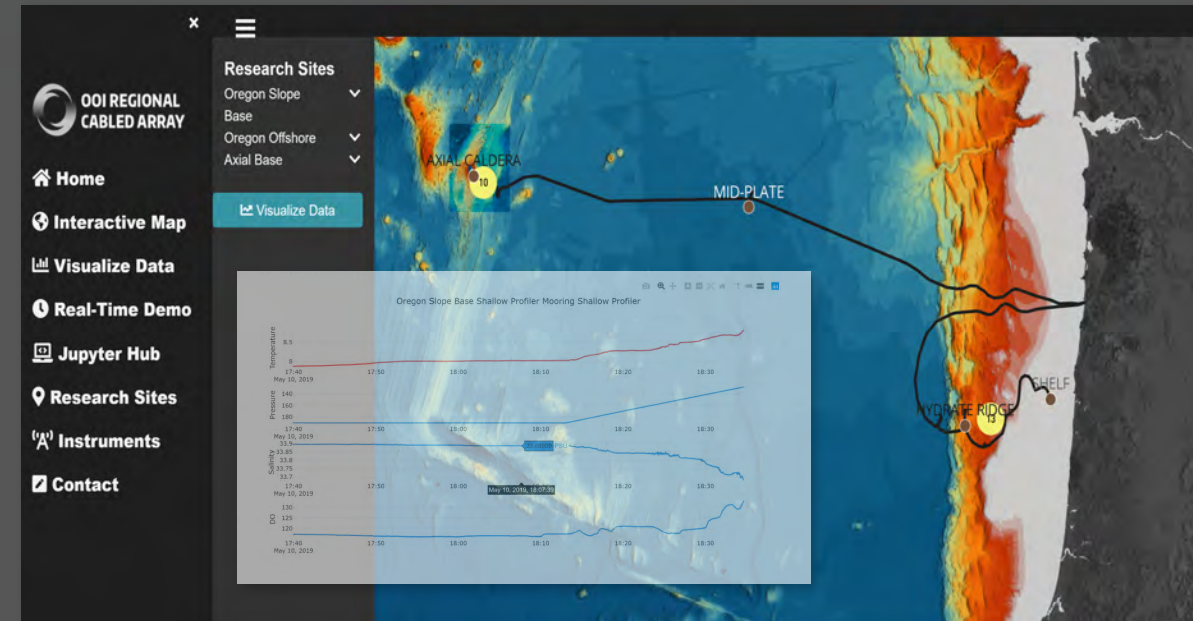 ×
OOI REGIONAL
CABLED ARRAY
Home
Interactive Map
Visualize Data
Real-Time Demo
Jupyter Hub
Research Sites
Instruments
Contact
Research Sites
Oregon Slope
Base
Oregon Offshore
Axial Base
Visualize Data
AXIAL CALDERA
10
MID-PLATE
SHELF
HYDRATE RIDGE
13
Oregon Slope Base Shallow Profiler Mooring Shallow Profiler
Temperature
8.5
8
17:40 17:50 18:00 18:10 18:20 18:30
May 10, 2019
Pressure
140
160
180
17:40 17:50 18:00 18:10 18:20 18:30
May 10, 2019
Salinity
33.9
33.85
33.8
33.75
33.7
PSU
17:40 17:50 18:00 18:20 18:30
May 10, 2019
May 10, 2019, 18:07:39
DO
130
125
120
17:40 17:50 18:00 18:10 18:20 18:30
May 10, 2019